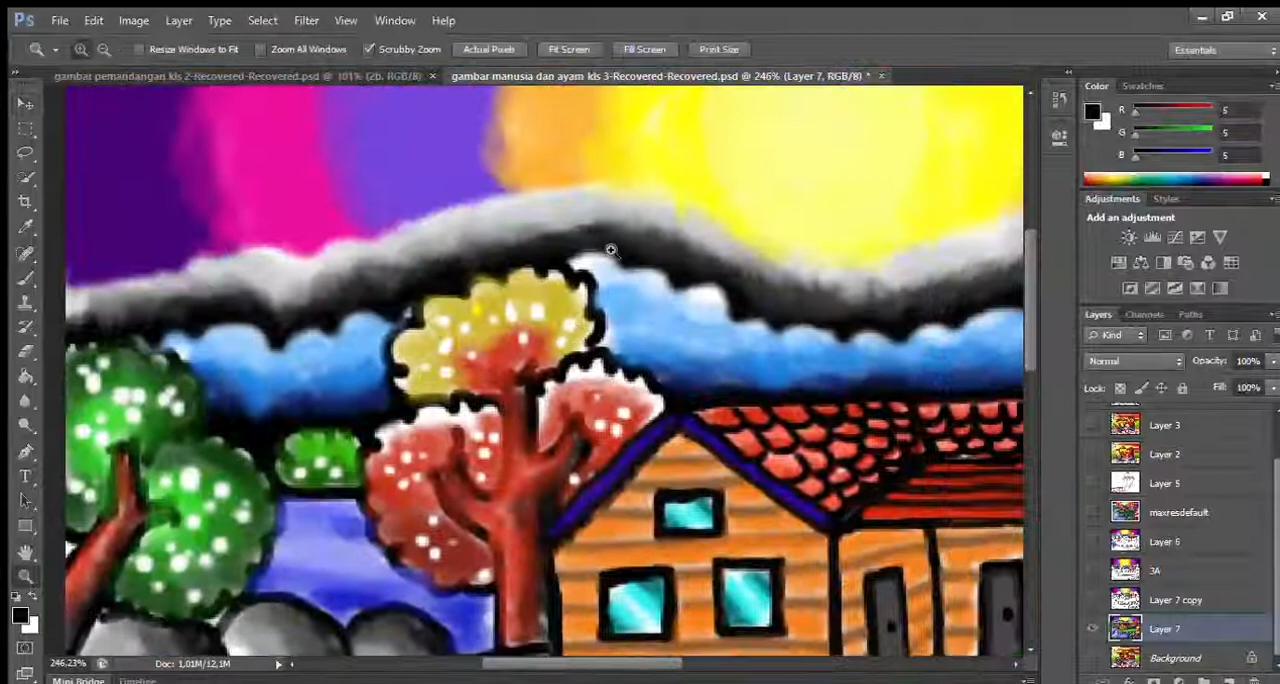 Ps File Edit Image Layer Type Select Filter View Window Help
Resize Windows to Fit Zoom All Windows Scrubby Zoom Actual Pixels Fit Screen Fill Screen Print Size Essentials
gambar pemandangan kls 2-Recovered-Recovered.psd @ 101% (2b, RGB/8) × gambar manusia dan ayam kls 3-Recovered-Recovered.psd @ 246% (Layer 7, RGB/8) * ×
Color Swatches
R 5
G 5
B 5
Adjustments Styles
Add an adjustment
Layers Channels Paths
Kind
Normal Opacity: 100%
Lock: Fill: 100%
Layer 3
Layer 2
Layer 5
maxresdefault
Layer 6
3A
Layer 7 copy
Layer 7
Background
246,23% Doc: 1,01M/12,1M
Mini Bridge Timeline